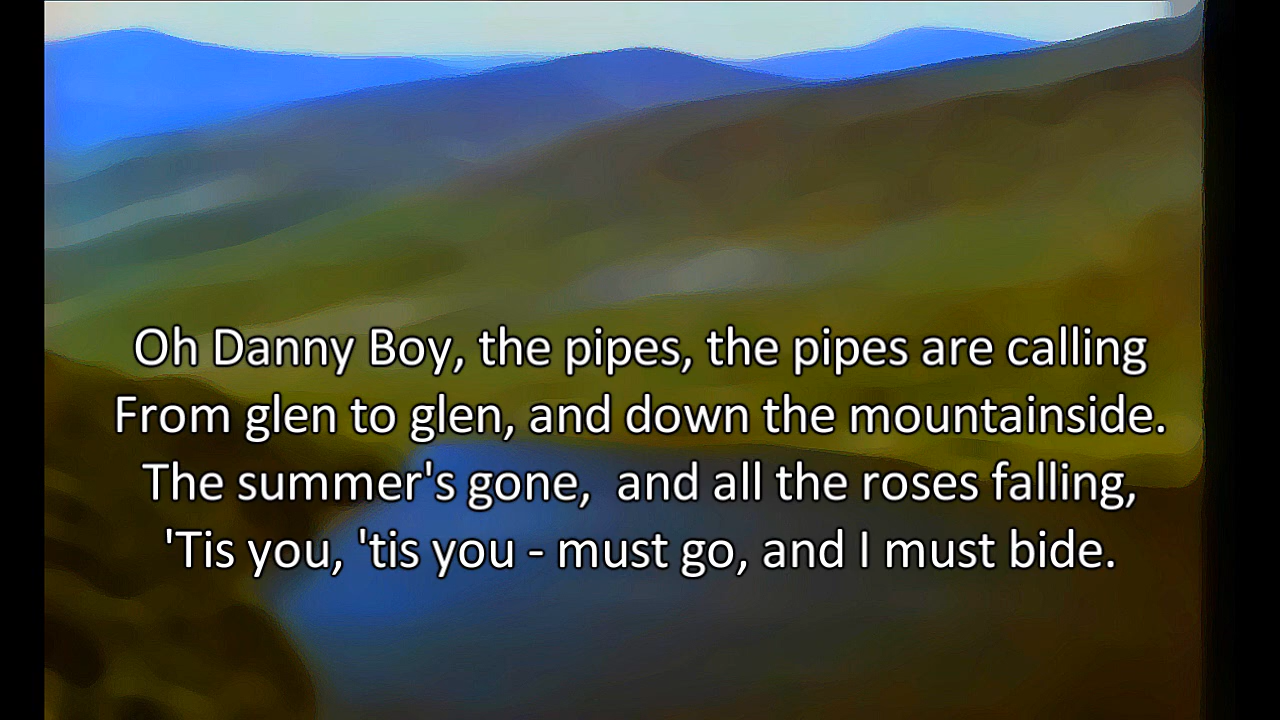 Oh Danny Boy, the pipes, the pipes are calling
From glen to glen, and down the mountainside.
The summer's gone,  and all the roses falling,
'Tis you, 'tis you - must go, and I must bide.